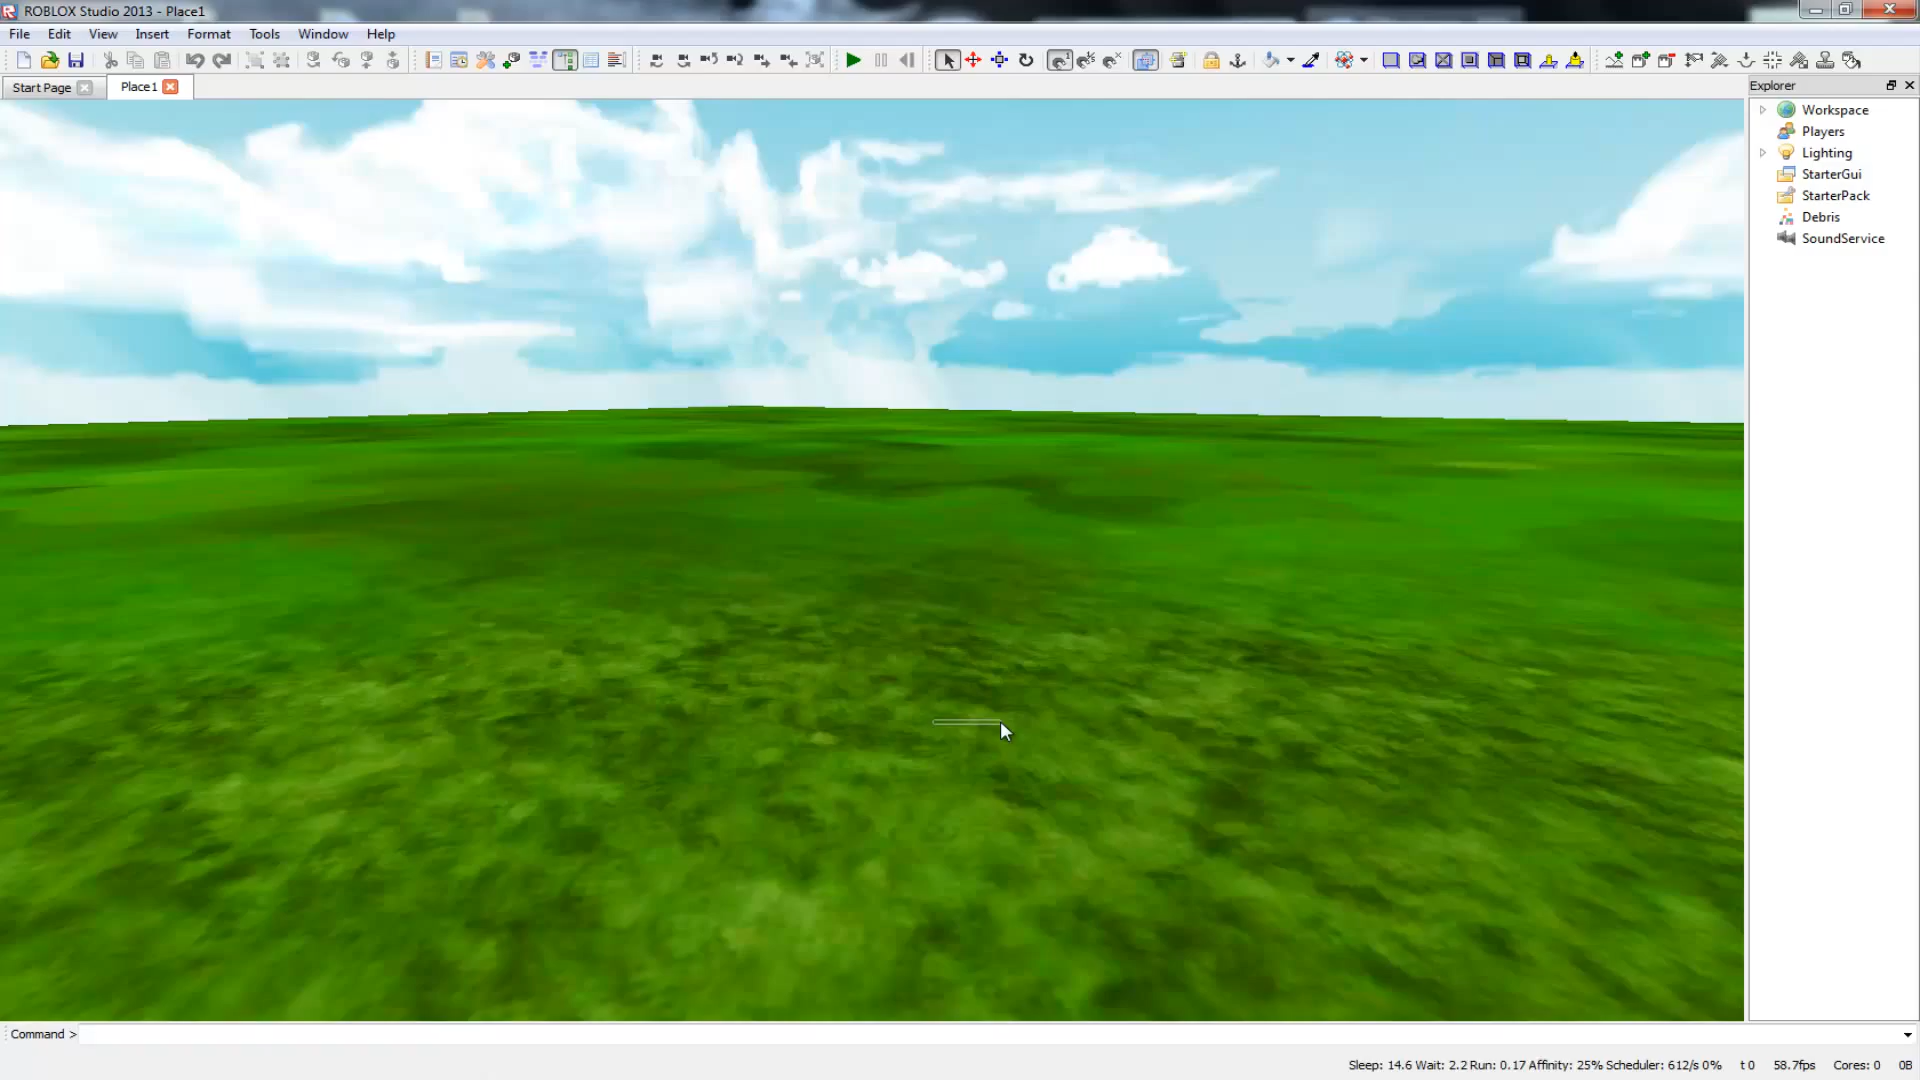 ROBLOX Studio 2013 - Place1
File Edit View Insert Format Tools Window Help
Start Page Place1
Explorer
Workspace
Players
Lighting
StarterGui
StarterPack
Debris
SoundService
Command >
Sleep: 14.6 Wait: 2.2 Run: 0.17 Affinity: 25% Scheduler: 612/s 0% t 0 58.7fps Cores: 0 0B